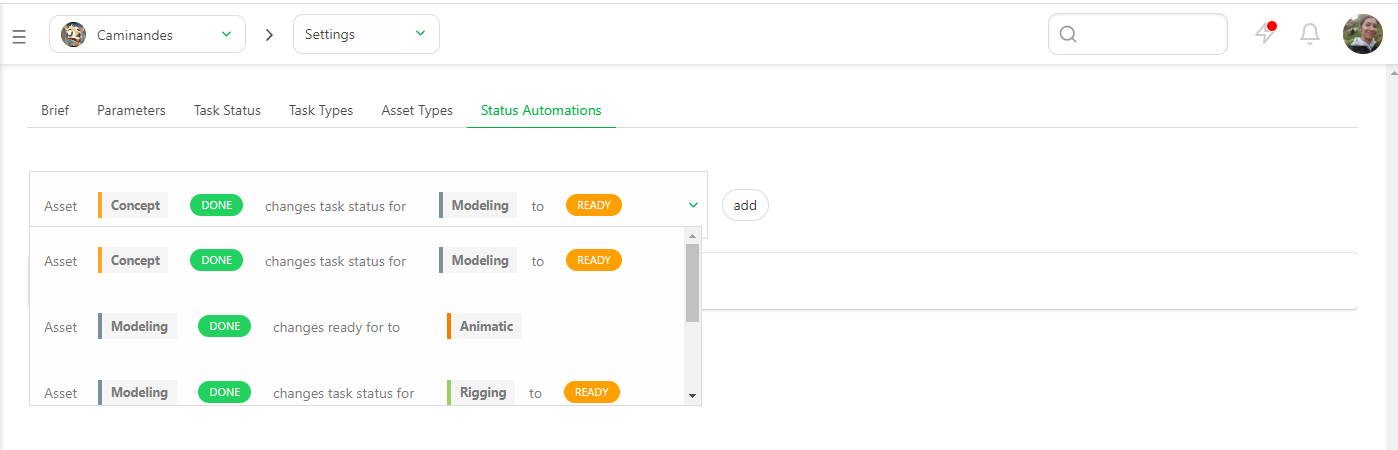 Caminandes Settings
Brief Parameters Task Status Task Types Asset Types Status Automations
Asset Concept DONE changes task status for Modeling to READY add
Asset Concept DONE changes task status for Modeling to READY
Asset Modeling DONE changes ready for to Animatic
Asset Modeling DONE changes task status for Rigging to READY